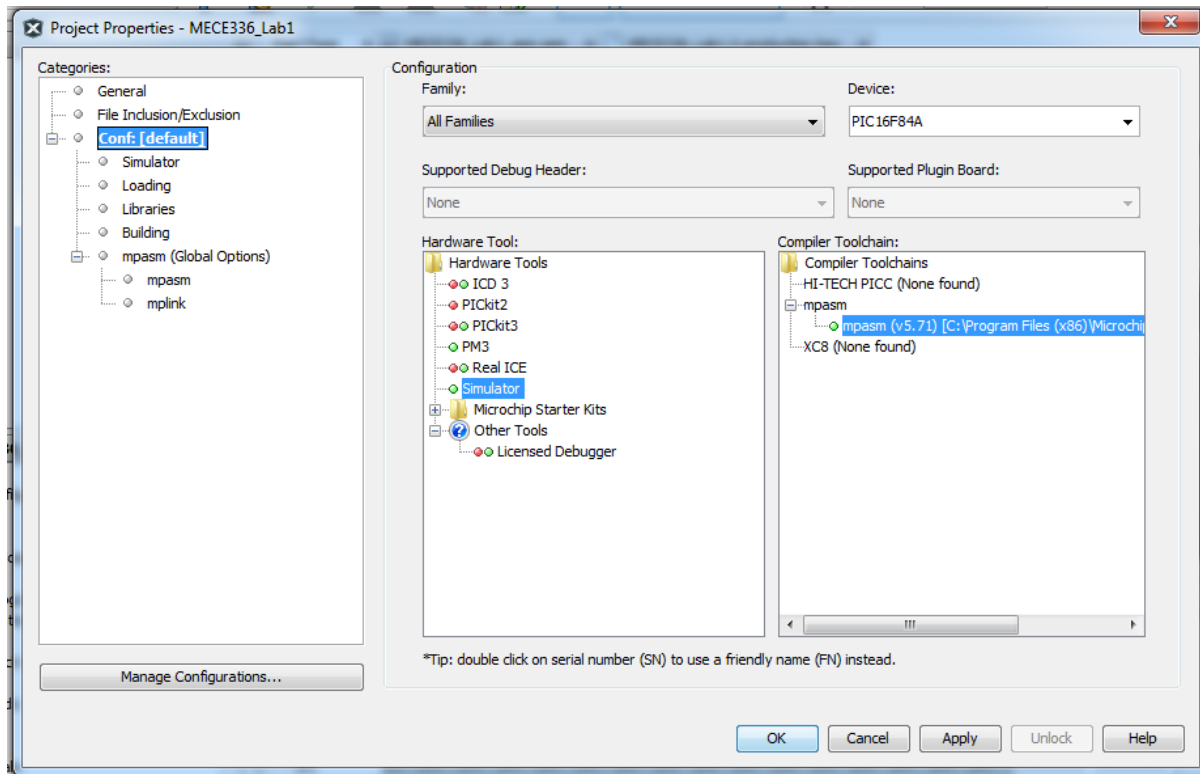 Project Properties - MECE336_Lab1
Categories:
General
File Inclusion/Exclusion
Conf: [default]
Simulator
Loading
Libraries
Building
mpasm (Global Options)
mpasm
mplink
Manage Configurations...
Configuration
Family:
All Families
Device:
PIC16F84A
Supported Debug Header:
None
Supported Plugin Board:
None
Hardware Tool:
Hardware Tools
ICD 3
PICkit2
PICkit3
PM3
Real ICE
Simulator
Microchip Starter Kits
Other Tools
Licensed Debugger
Compiler Toolchain:
Compiler Toolchains
HI-TECH PICC (None found)
mpasm
mpasm (v5.71) [C:\Program Files (x86)\Microchi
XC8 (None found)
*Tip: double click on serial number (SN) to use a friendly name (FN) instead.
OK
Cancel
Apply
Unlock
Help